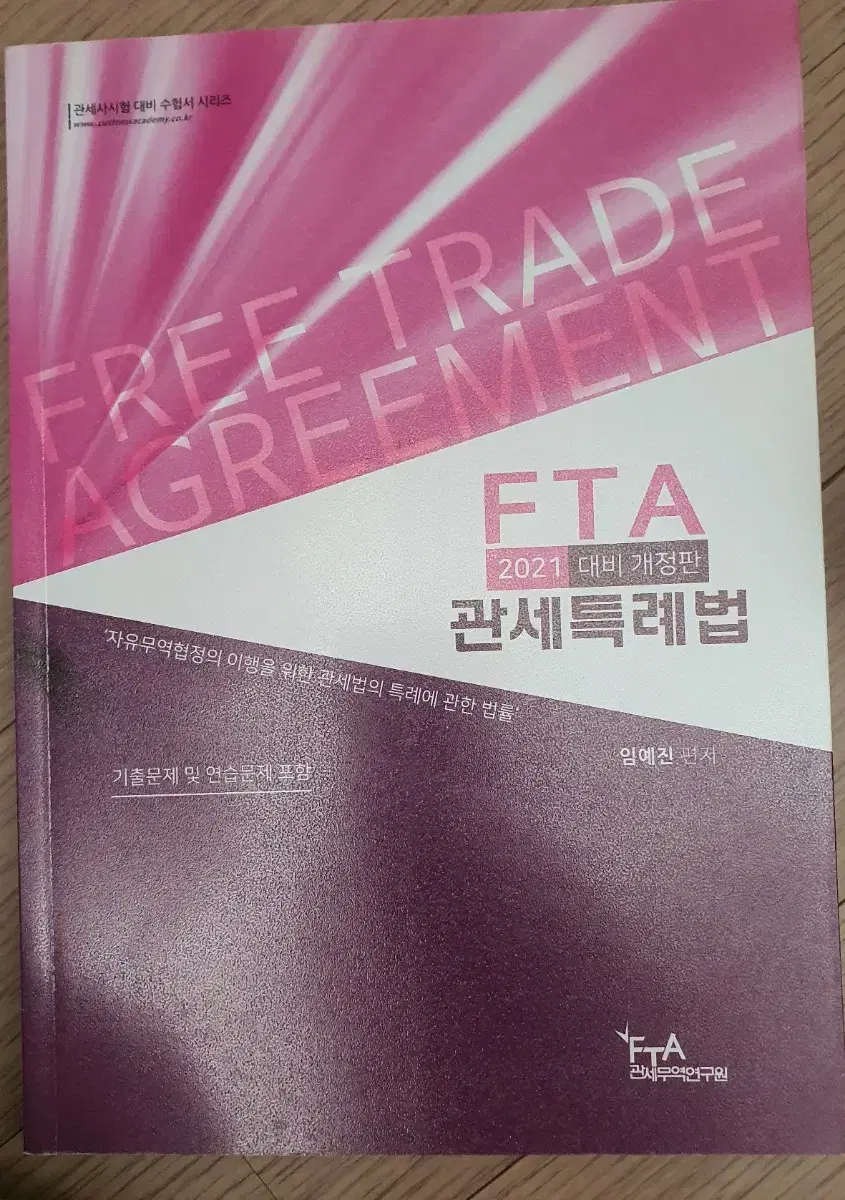 관세사시험 대비 수험서 시리즈
www.customsacademy.co.kr
FREE TRADE
AGREEMENT
FTA
2021 대비 개정판
관세특례법
'자유무역협정의 이행을 위한 관세법의 특례에 관한 법률'
임예진 편저
기출문제 및 연습문제 포함
FTA
관세무역연구원